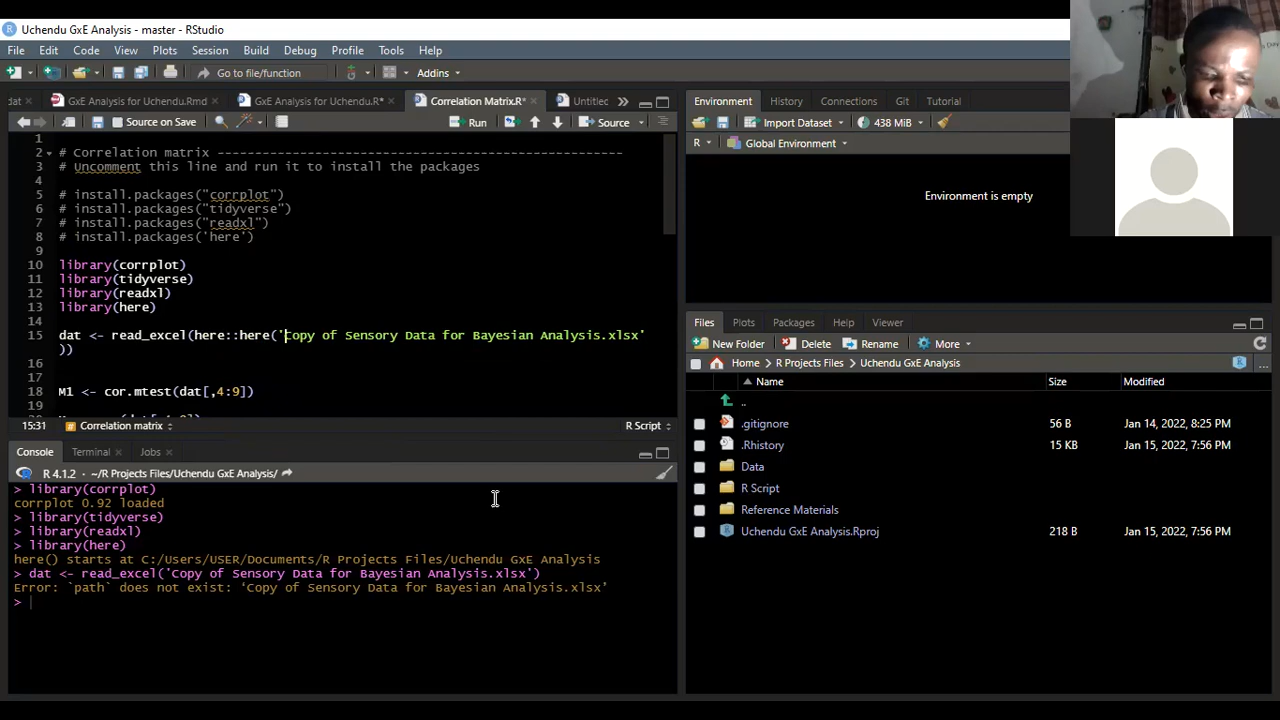 Uchendu GxE Analysis - master - RStudio
File Edit Code View Plots Session Build Debug Profile Tools Help
Go to file/function Addins
dat GxE Analysis for Uchendu.Rmd GxE Analysis for Uchendu.R* Correlation Matrix.R* Untitlec
Source on Save Run Source
1
2 # Correlation matrix ------------------------------------------------------
3 # Uncomment this line and run it to install the packages
4
5 # install.packages("corrplot")
6 # install.packages("tidyverse")
7 # install.packages("readxl")
8 # install.packages('here')
9
10 library(corrplot)
11 library(tidyverse)
12 library(readxl)
13 library(here)
14
15 dat <- read_excel(here::here('Copy of Sensory Data for Bayesian Analysis.xlsx'
))
16
17
18 M1 <- cor.mtest(dat[,4:9])
19
15:31 # Correlation matrix R Script
Console Terminal Jobs
R 4.1.2 · ~/R Projects Files/Uchendu GxE Analysis/
> library(corrplot)
corrplot 0.92 loaded
> library(tidyverse)
> library(readxl)
> library(here)
here() starts at C:/Users/USER/Documents/R Projects Files/Uchendu GxE Analysis
> dat <- read_excel('Copy of Sensory Data for Bayesian Analysis.xlsx')
Error: `path` does not exist: ‘Copy of Sensory Data for Bayesian Analysis.xlsx’
>
Environment History Connections Git Tutorial
Import Dataset 438 MiB
R Global Environment
Environment is empty
Files Plots Packages Help Viewer
New Folder Delete Rename More
Home R Projects Files Uchendu GxE Analysis
Name Size Modified
..
.gitignore 56 B Jan 14, 2022, 8:25 PM
.Rhistory 15 KB Jan 15, 2022, 7:56 PM
Data
R Script
Reference Materials
Uchendu GxE Analysis.Rproj 218 B Jan 15, 2022, 7:56 PM